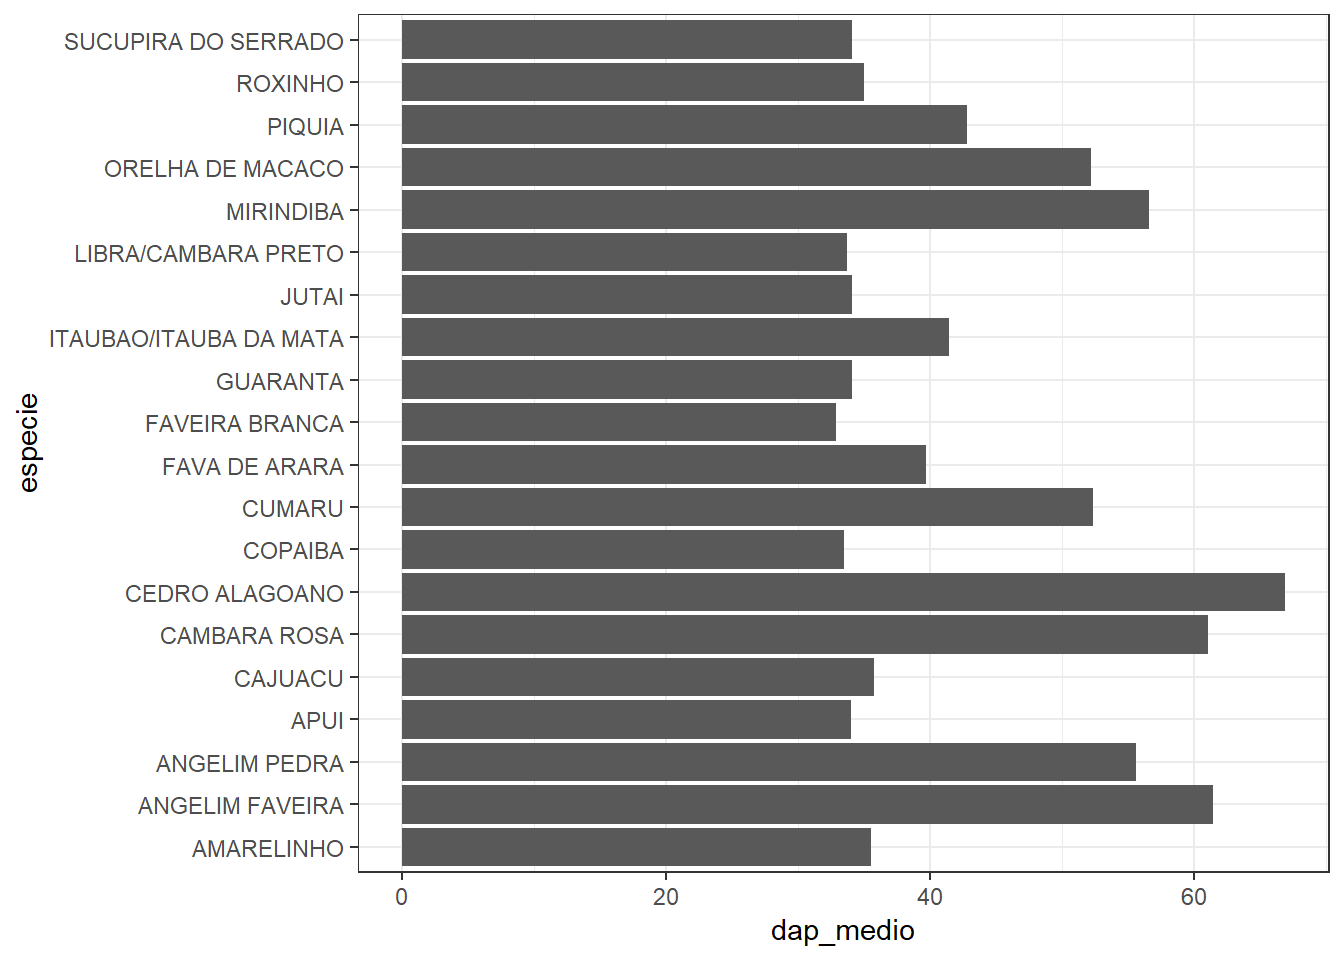 SUCUPIRA DO SERRADO
ROXINHO
PIQUIA
ORELHA DE MACACO
MIRINDIBA
LIBRA/CAMBARA PRETO
JUTAI
ITAUBAO/ITAUBA DA MATA
GUARANTA
FAVEIRA BRANCA
FAVA DE ARARA
CUMARU
COPAIBA
CEDRO ALAGOANO
CAMBARA ROSA
CAJUACU
APUI
ANGELIM PEDRA
ANGELIM FAVEIRA
AMARELINHO
especie
0 20 40 60
dap_medio